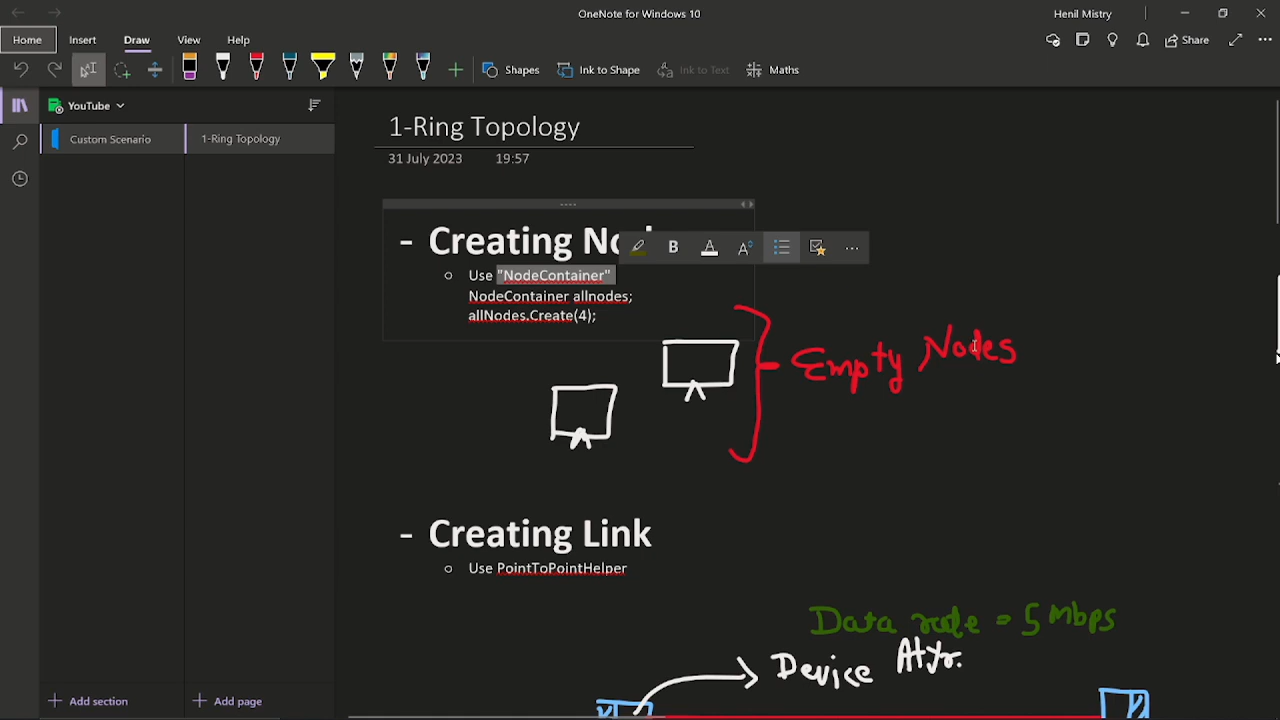 OneNote for Windows 10
Henil Mistry
Home Insert Draw View Help
Share
Shapes Ink to Shape Ink to Text Maths
YouTube
Custom Scenario
1-Ring Topology
1-Ring Topology
31 July 2023 19:57
- Creating Nod
Use "NodeContainer"
NodeContainer allnodes;
allNodes.Create(4);
Empty Nodes
- Creating Link
Use PointToPointHelper
Data rate = 5 Mbps
Device Attr.
Add section
Add page